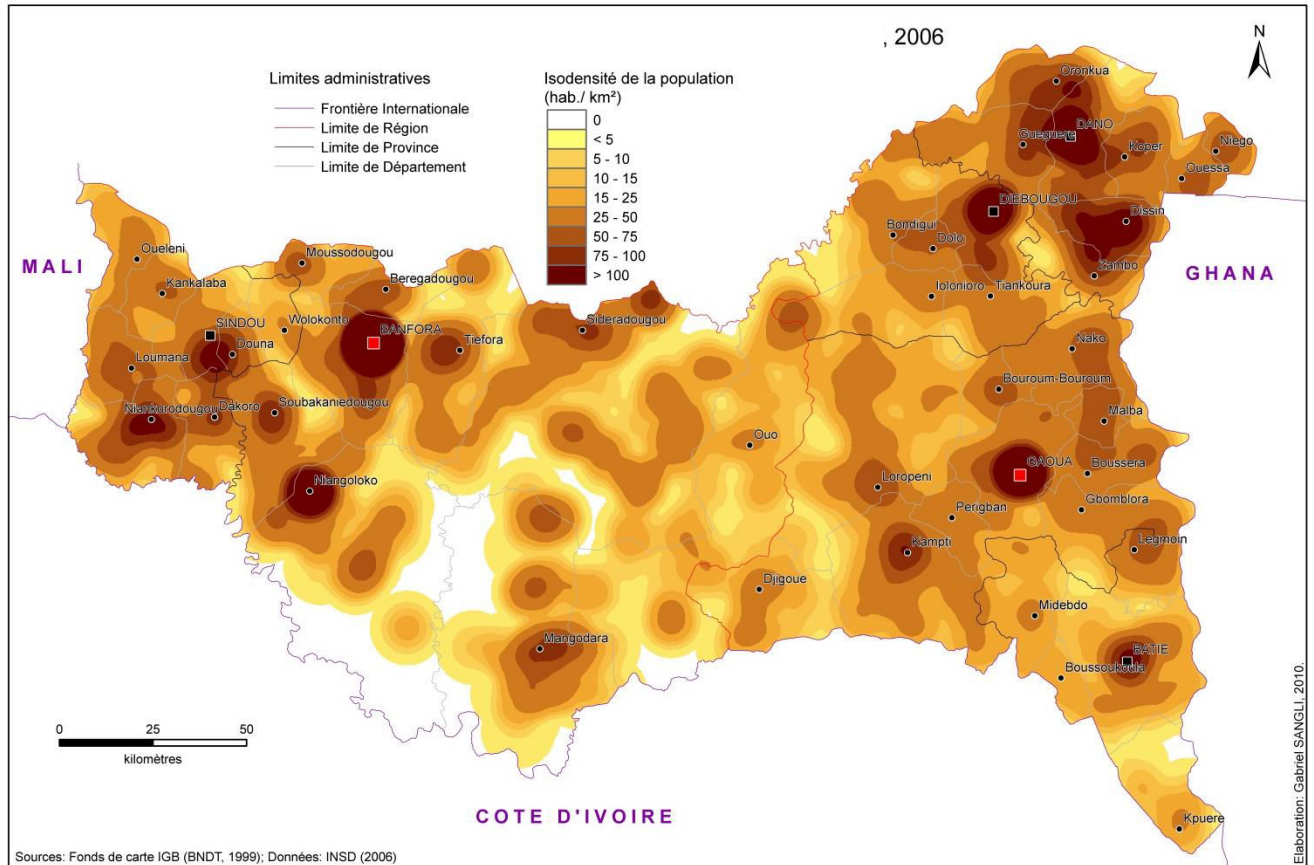 , 2006
N
Limites administratives
Frontière Internationale
Limite de Région
Limite de Province
Limite de Département
Isodensité de la population
(hab./ km²)
0
< 5
5 - 10
10 - 15
15 - 25
25 - 50
50 - 75
75 - 100
> 100
MALI
GHANA
COTE D'IVOIRE
Oronkua
DANO
Gueguere
Koper
Niego
Ouessa
DIEBOUGOU
Dissin
Bondigui
Dolo
Zambo
Iolonioro
Tiankoura
Oueleni
Kankalaba
Moussodougou
Beregadougou
SINDOU
Wolokonto
BANFORA
Douna
Tiefora
Sideradougou
Loumana
Nako
Bouroum-Bouroum
Niankorodougou
Dakoro
Soubakaniedougou
Malba
Ouo
GAOUA
Boussera
Niangoloko
Loropeni
Perigban
Gbomblora
Kampti
Legmoin
Djigoue
Midebdo
Mangodara
BATIE
Boussoukoula
Kpuere
0 25 50
kilomètres
Sources: Fonds de carte IGB (BNDT, 1999); Données: INSD (2006)
Elaboration: Gabriel SANGLI, 2010.